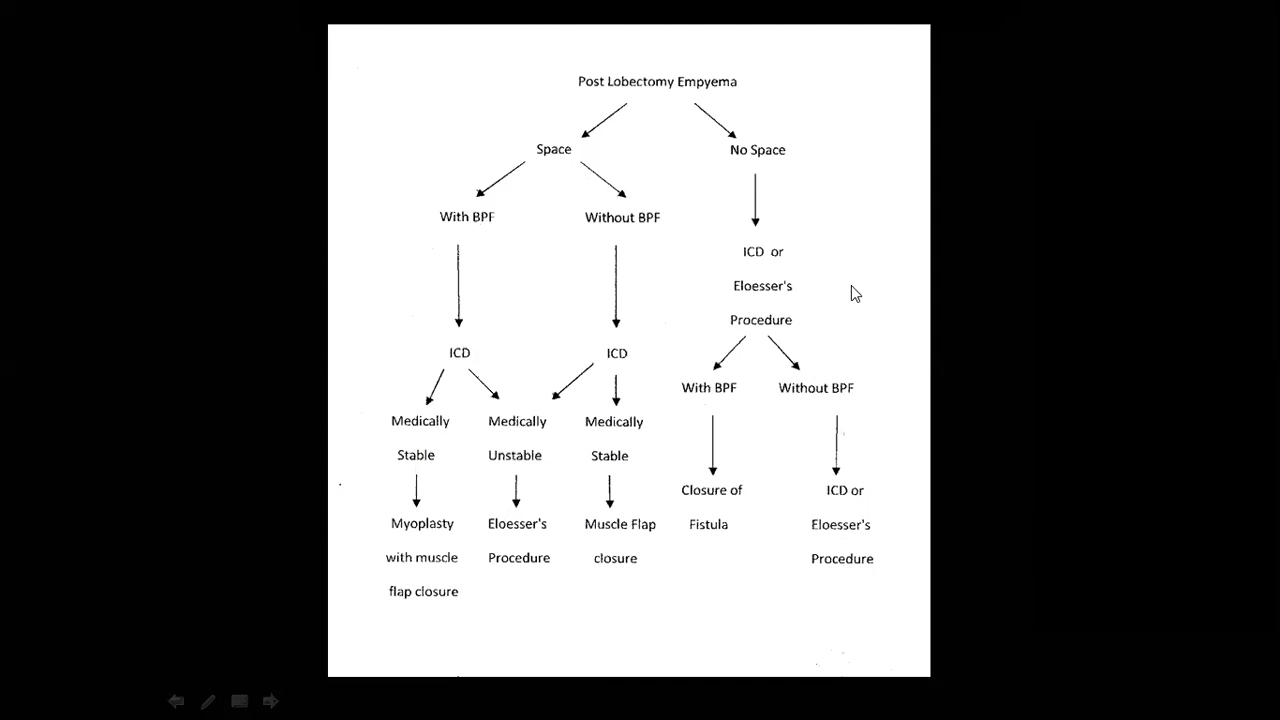 Post Lobectomy Empyema
Space
No Space
With BPF
Without BPF
ICD or
Eloesser's
Procedure
ICD
ICD
With BPF
Without BPF
Medically
Stable
Medically
Unstable
Medically
Stable
Closure of
Fistula
ICD or
Eloesser's
Procedure
Myoplasty
with muscle
flap closure
Eloesser's
Procedure
Muscle Flap
closure